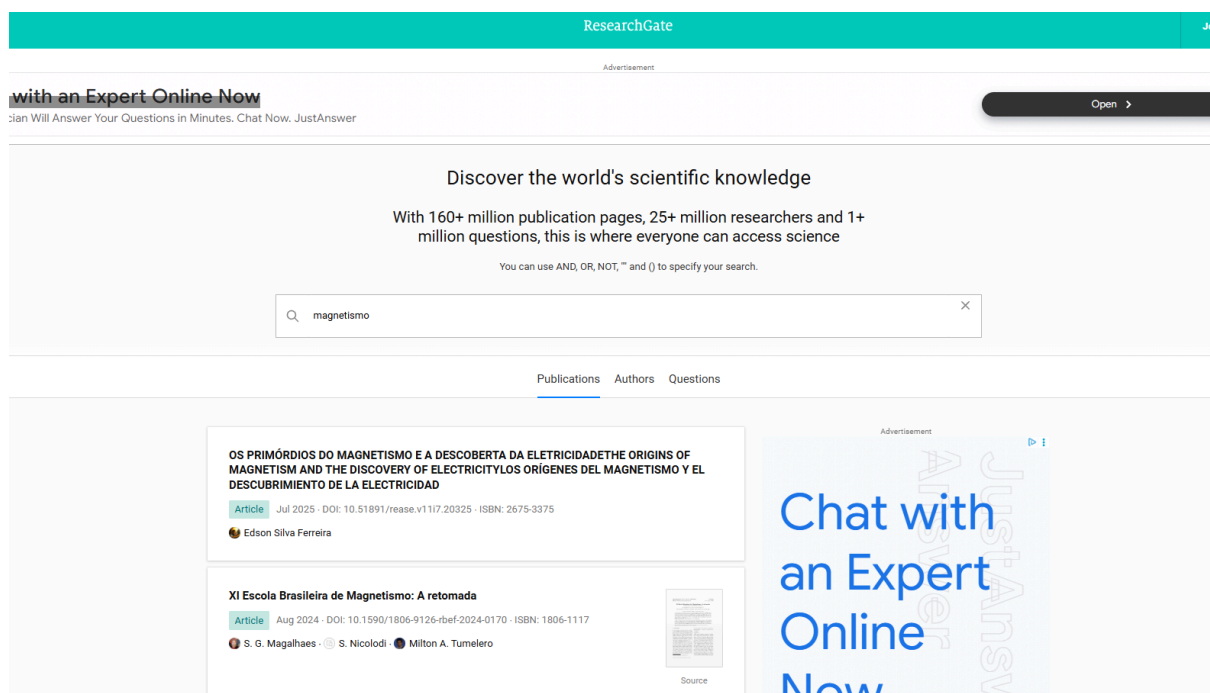 ResearchGate
Advertisement
with an Expert Online Now
cian Will Answer Your Questions in Minutes. Chat Now. JustAnswer
Open
Discover the world's scientific knowledge
With 160+ million publication pages, 25+ million researchers and 1+
million questions, this is where everyone can access science
You can use AND, OR, NOT, "" and () to specify your search.
magnetismo
Publications Authors Questions
OS PRIMÓRDIOS DO MAGNETISMO E A DESCOBERTA DA ELETRICIDADETHE ORIGINS OF
MAGNETISM AND THE DISCOVERY OF ELECTRICITYLOS ORÍGENES DEL MAGNETISMO Y EL
DESCUBRIMIENTO DE LA ELECTRICIDAD
Article Jul 2025 · DOI: 10.51891/rease.v11i7.20325 · ISBN: 2675-3375
Edson Silva Ferreira
XI Escola Brasileira de Magnetismo: A retomada
Article Aug 2024 · DOI: 10.1590/1806-9126-rbef-2024-0170 · ISBN: 1806-1117
S. G. Magalhaes · S. Nicolodi · Milton A. Tumelero
Source
Advertisement
JustAnswer
Chat with
an Expert
Online
Now